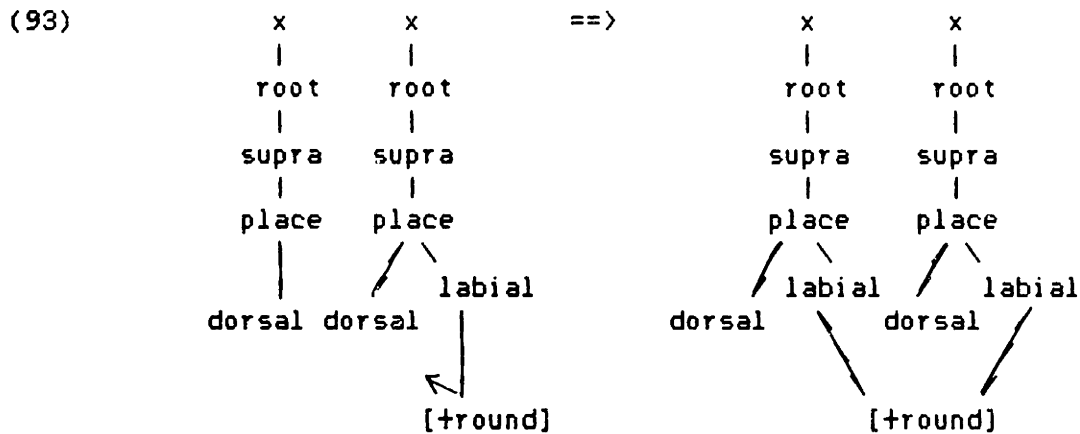 (93) x x ==> x x
root root root root
supra supra supra supra
place place place place
labial labial labial
dorsal dorsal dorsal dorsal
[+round] [+round]